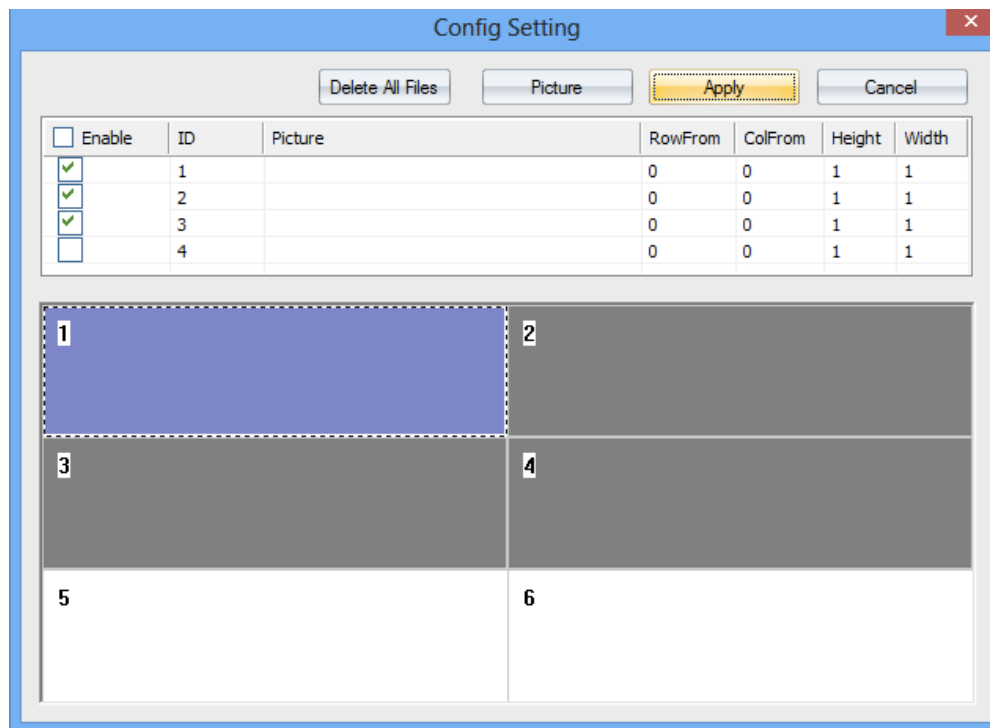 Config Setting
Delete All Files Picture Apply Cancel
Enable ID Picture RowFrom ColFrom Height Width
1 0 0 1 1
2 0 0 1 1
3 0 0 1 1
4 0 0 1 1
1 2
3 4
5 6